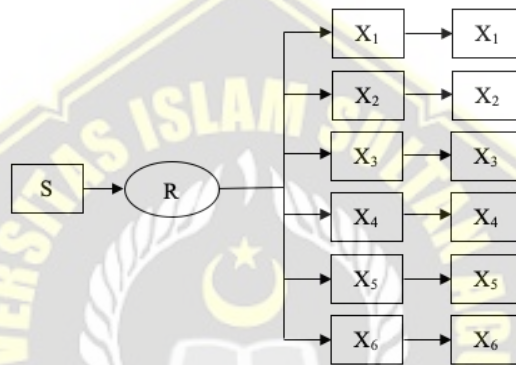 X₁ X₁
X₂ X₂
X₃ X₃
S R
X₄ X₄
X₅ X₅
X₆ X₆
ISLAM